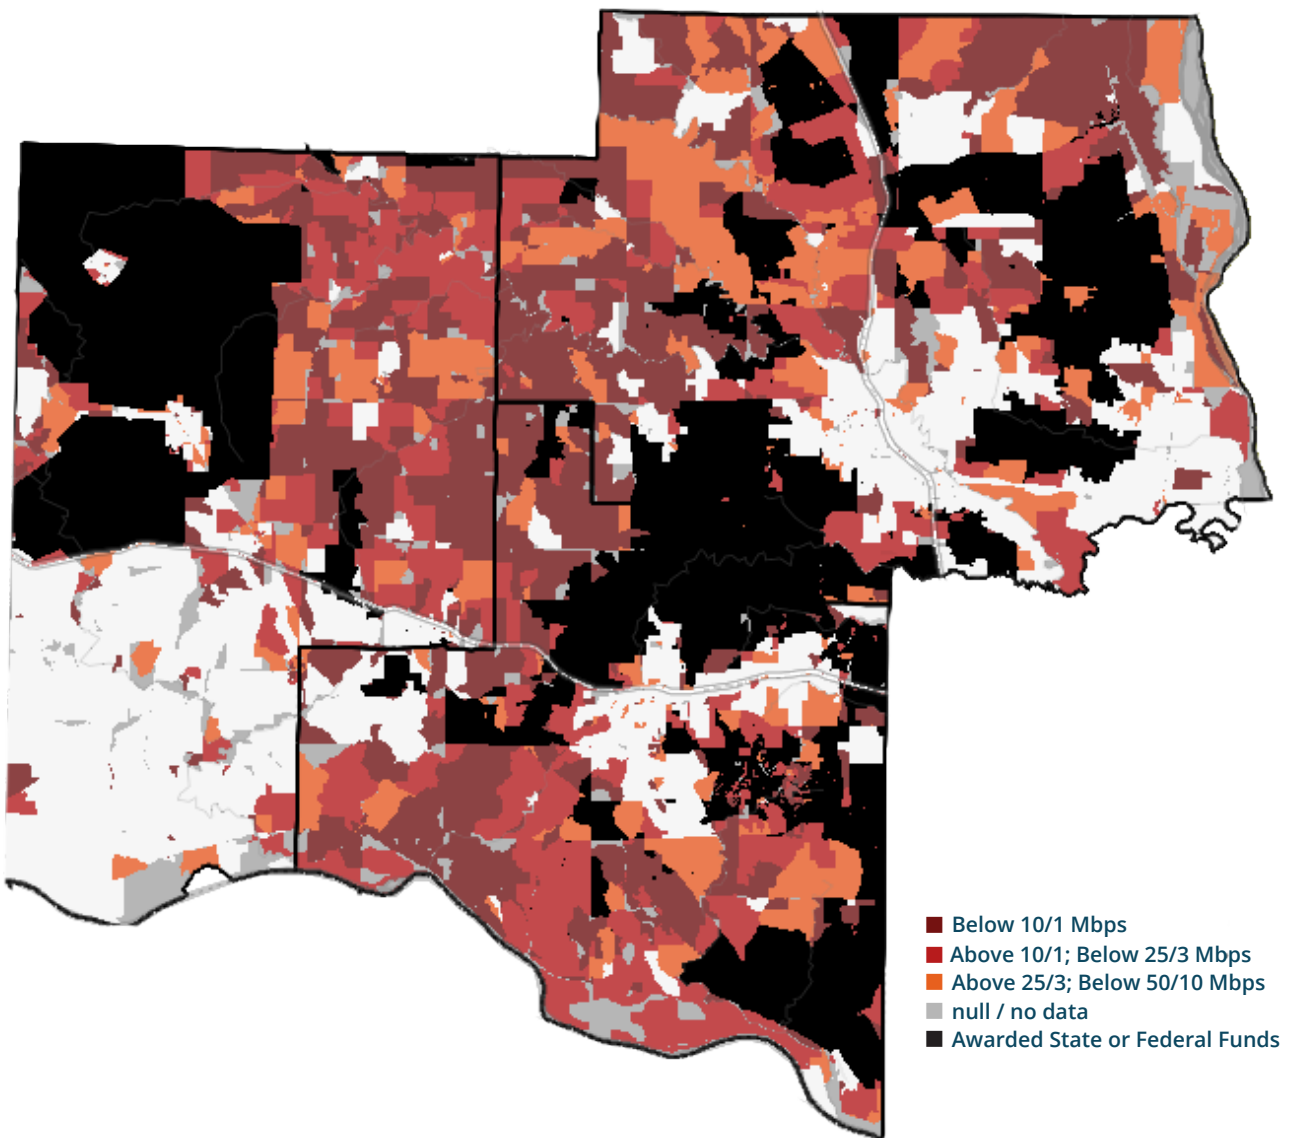 Below 10/1 Mbps
Above 10/1; Below 25/3 Mbps
Above 25/3; Below 50/10 Mbps
null / no data
Awarded State or Federal Funds